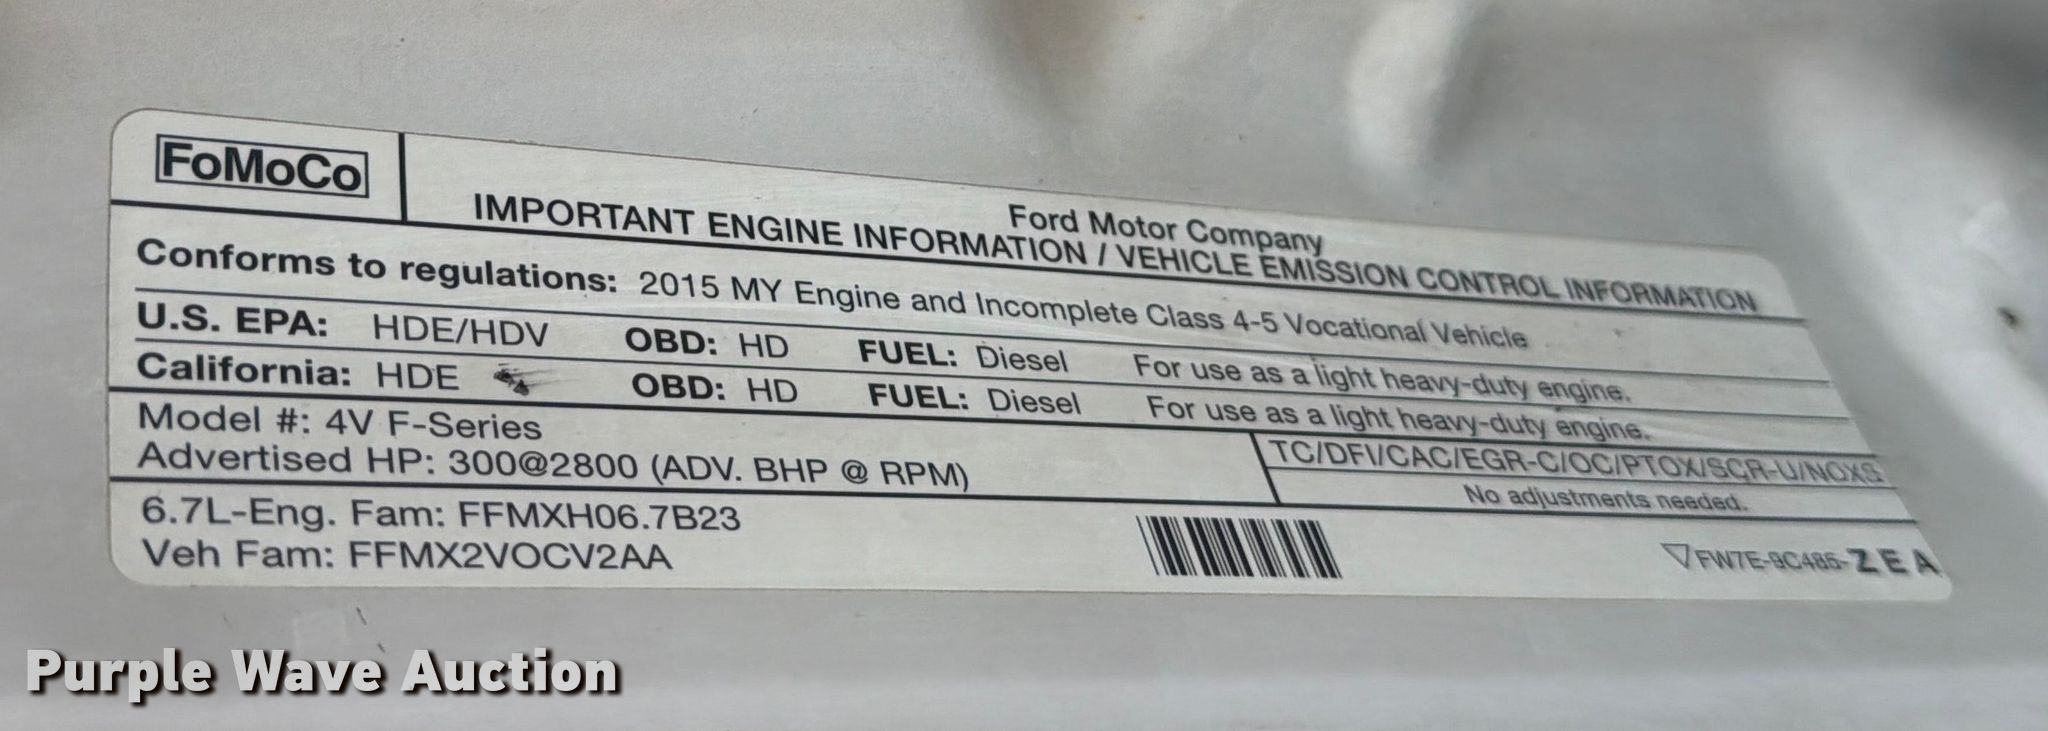 FoMoCo
Ford Motor Company
IMPORTANT ENGINE INFORMATION / VEHICLE EMISSION CONTROL INFORMATION
Conforms to regulations: 2015 MY Engine and Incomplete Class 4-5 Vocational Vehicle
U.S. EPA: HDE/HDV OBD: HD FUEL: Diesel For use as a light heavy-duty engine.
California: HDE OBD: HD FUEL: Diesel For use as a light heavy-duty engine.
Model #: 4V F-Series
Advertised HP: 300@2800 (ADV. BHP @ RPM)
TC/DFI/CAC/EGR-C/OC/PTOX/SCR-U/NOXS
No adjustments needed.
6.7L-Eng. Fam: FFMXH06.7B23
Veh Fam: FFMX2VOCV2AA
FW7E-9C485-ZEA
Purple Wave Auction